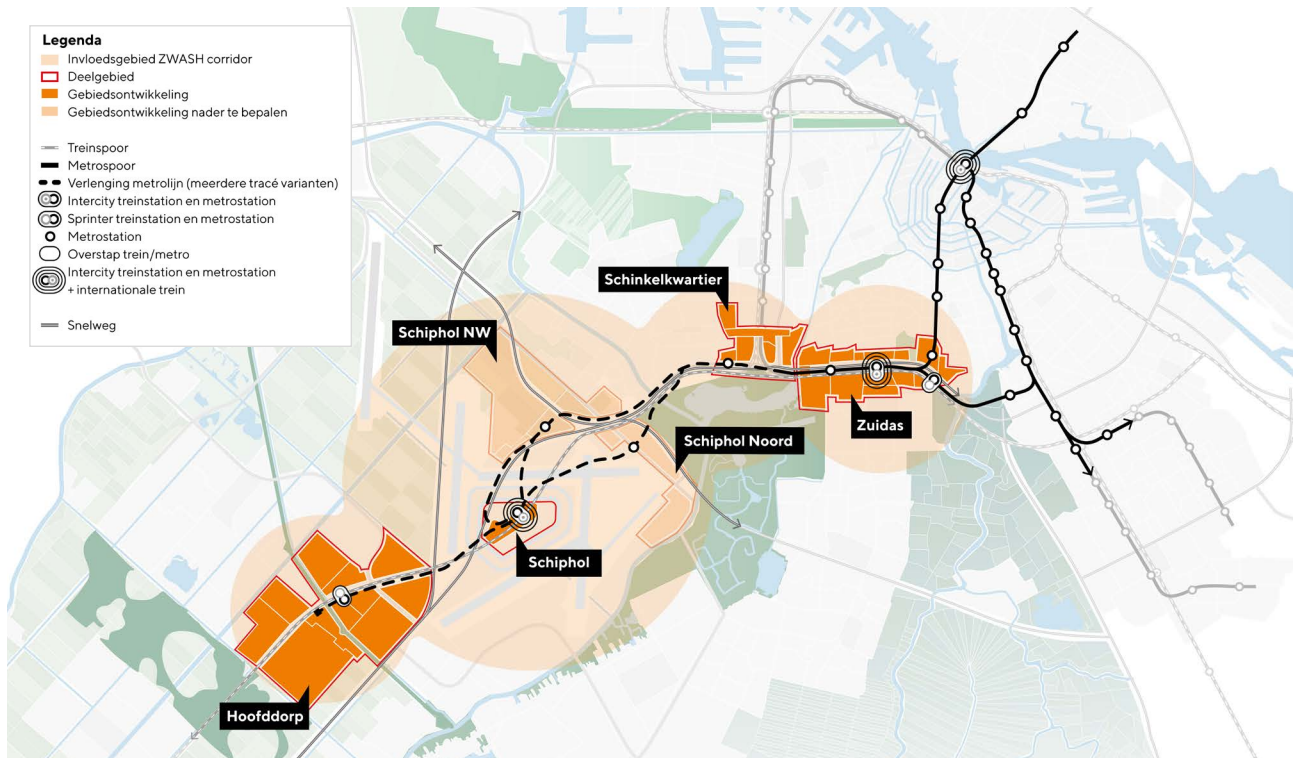 Legenda
Invloedsgebied ZWASH corridor
Deelgebied
Gebiedsontwikkeling
Gebiedsontwikkeling nader te bepalen
Treinspoor
Metrospoor
Verlenging metrolijn (meerdere tracé varianten)
Intercity treinstation en metrostation
Sprinter treinstation en metrostation
Metrostation
Overstap trein/metro
Intercity treinstation en metrostation
+ internationale trein
Snelweg
Schinkelkwartier
Schiphol NW
Zuidas
Schiphol Noord
Schiphol
Hoofddorp